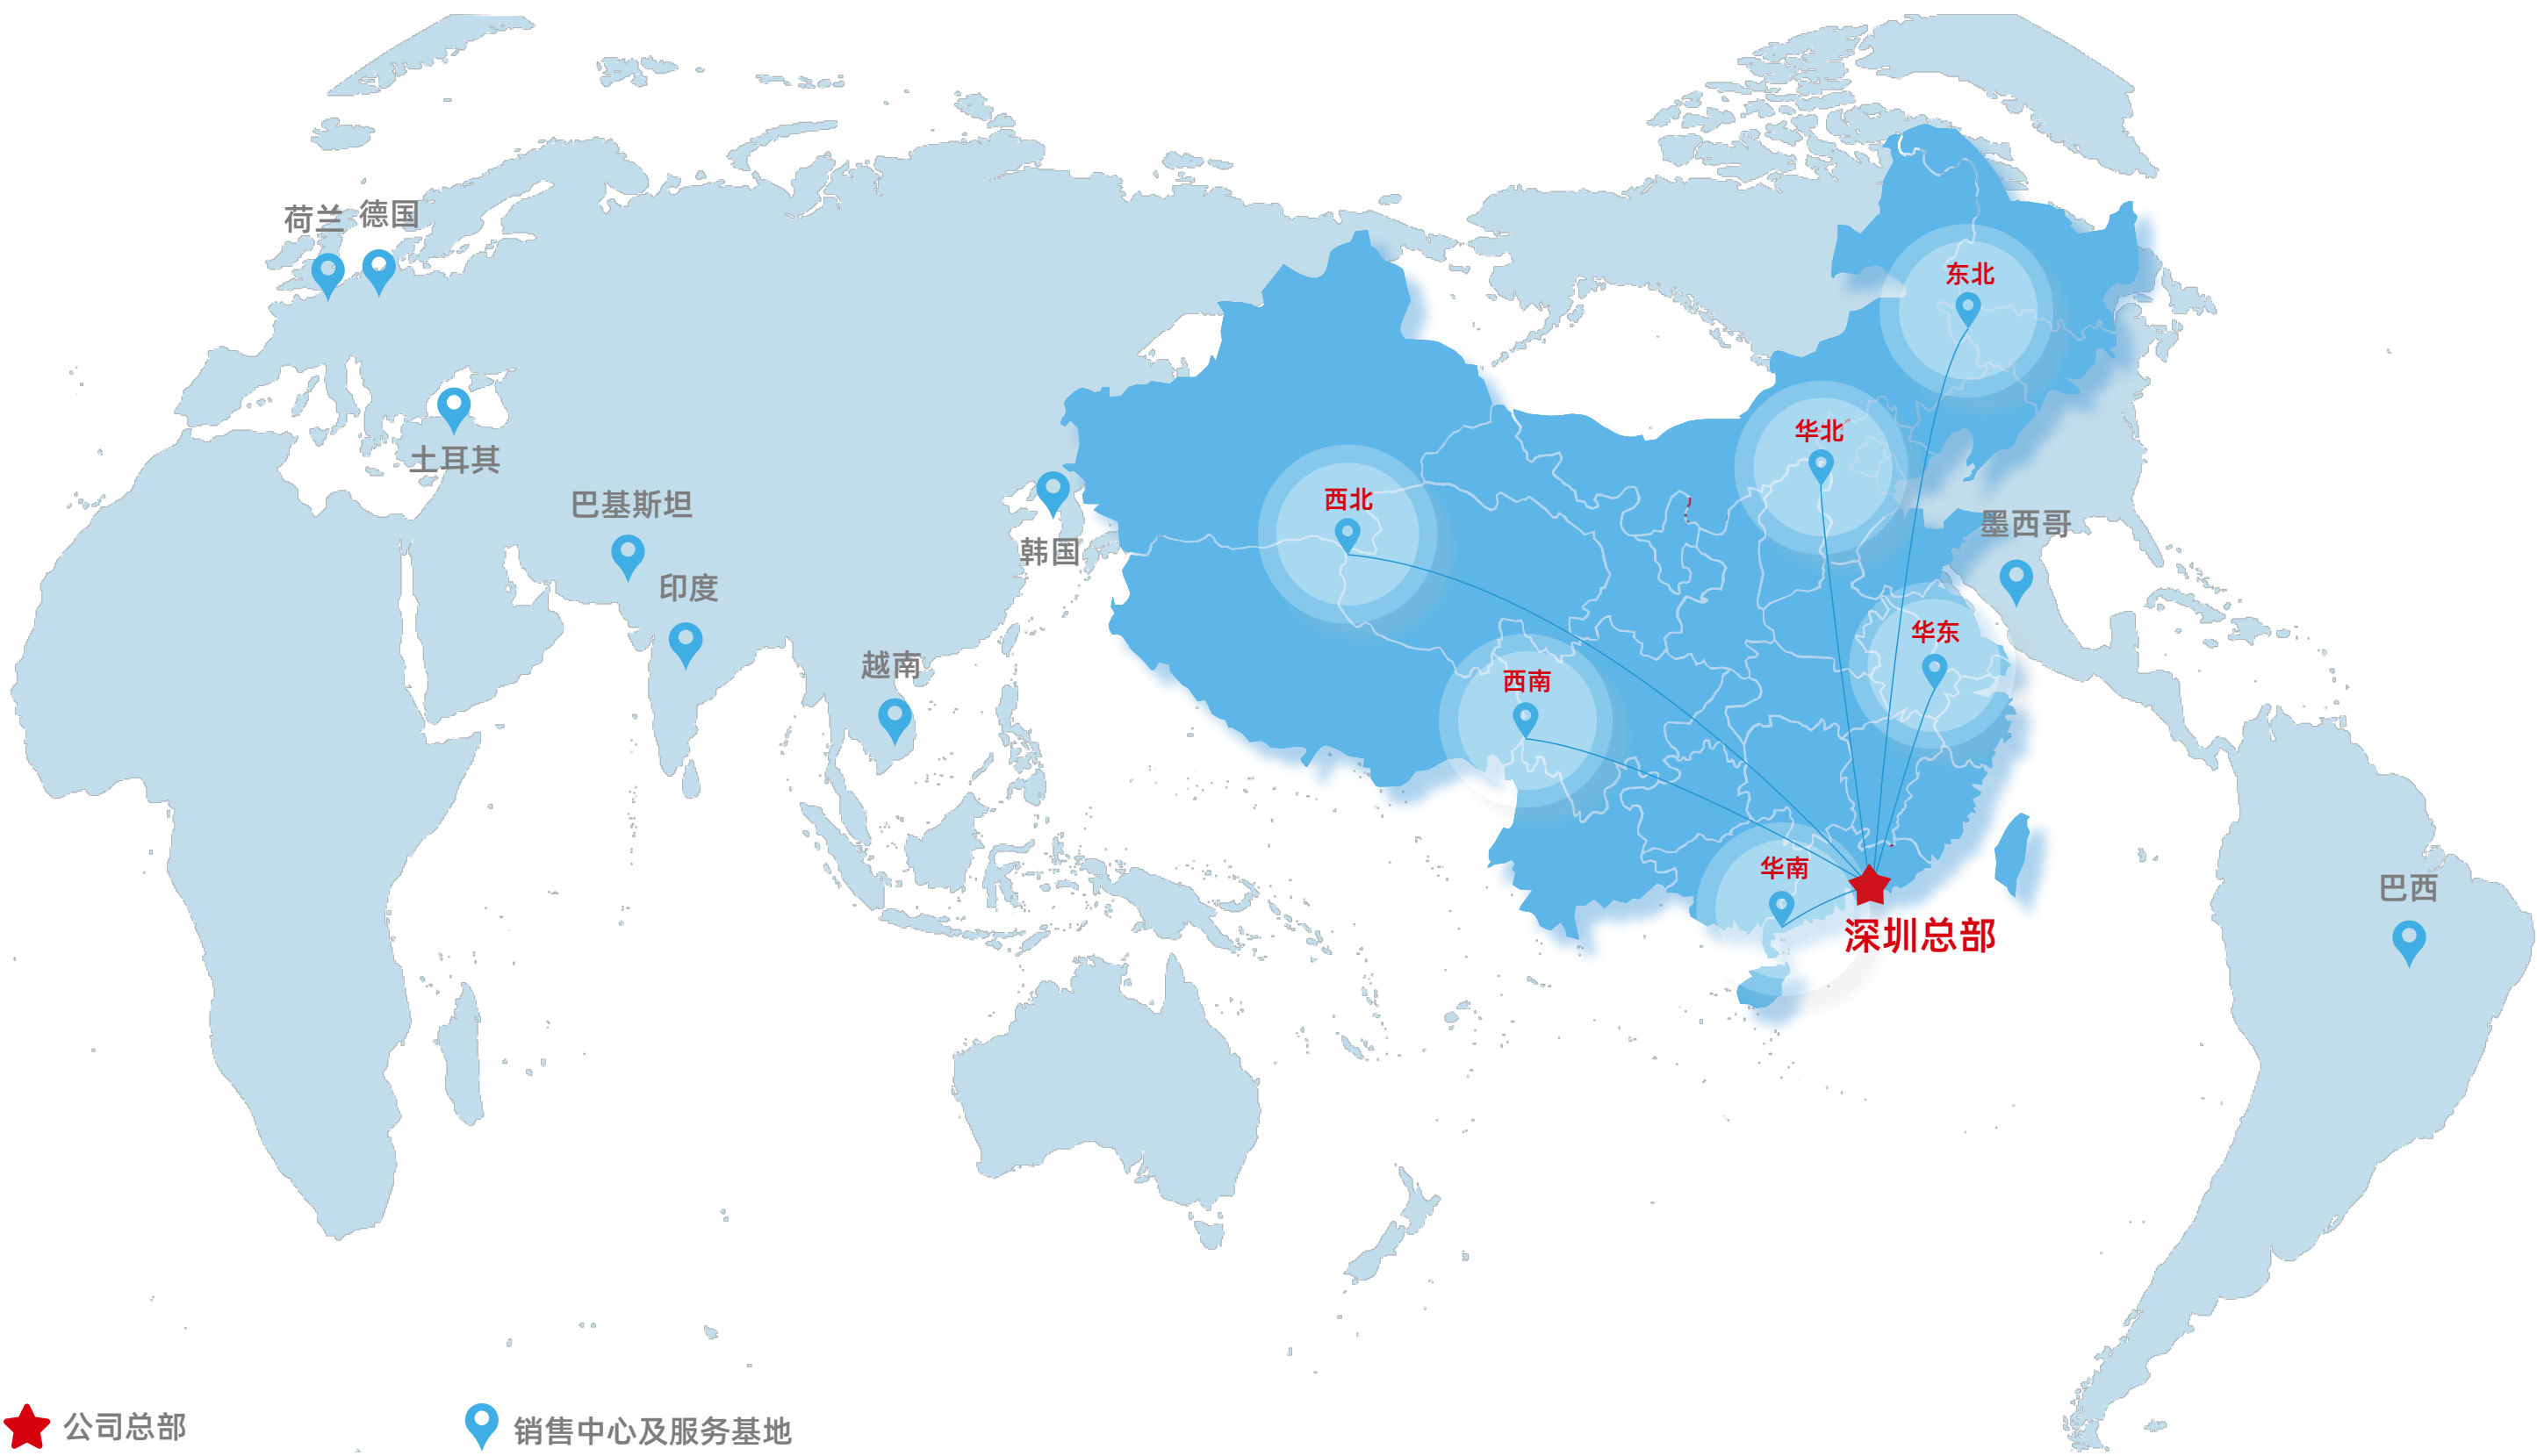 荷兰
德国
东北
华北
土耳其
西北
巴基斯坦
墨西哥
韩国
印度
华东
越南
西南
华南
巴西
深圳总部
公司总部
销售中心及服务基地